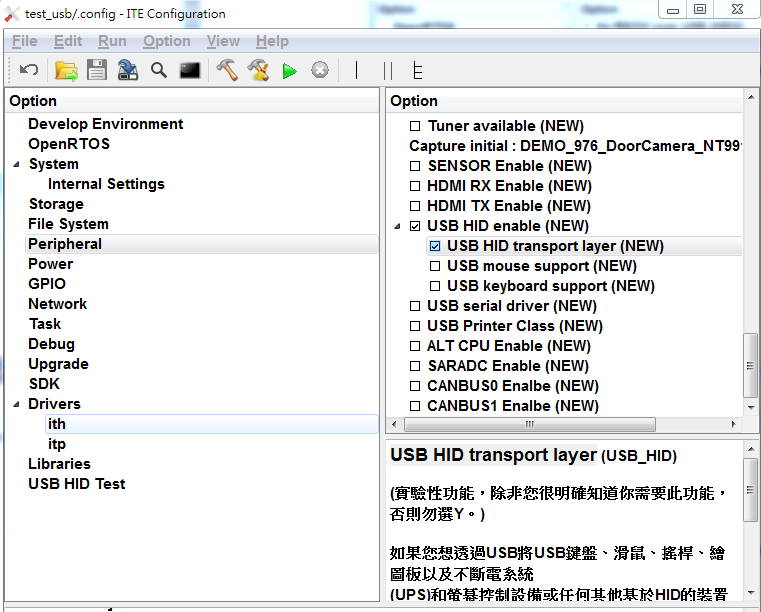 test_usb/.config - ITE Configuration
File Edit Run Option View Help
Option
Develop Environment
OpenRTOS
System
Internal Settings
Storage
File System
Peripheral
Power
GPIO
Network
Task
Debug
Upgrade
SDK
Drivers
ith
itp
Libraries
USB HID Test
Option
Tuner available (NEW)
Capture initial : DEMO_976_DoorCamera_NT99
SENSOR Enable (NEW)
HDMI RX Enable (NEW)
HDMI TX Enable (NEW)
USB HID enable (NEW)
USB HID transport layer (NEW)
USB mouse support (NEW)
USB keyboard support (NEW)
USB serial driver (NEW)
USB Printer Class (NEW)
ALT CPU Enable (NEW)
SARADC Enable (NEW)
CANBUS0 Enalbe (NEW)
CANBUS1 Enalbe (NEW)
USB HID transport layer (USB_HID)
(實驗性功能，除非您很明確知道你需要此功能，
否則勿選Y。)
如果您想透過USB將USB鍵盤、滑鼠、搖桿、繪
圖板以及不斷電系統
(UPS)和螢幕控制設備或任何其他基於HID的裝置